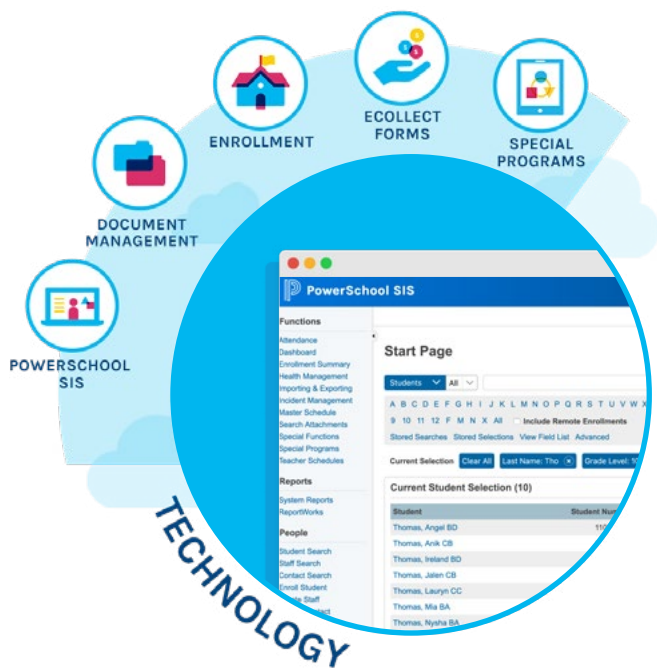 ECOLLECT
FORMS
ENROLLMENT
SPECIAL
PROGRAMS
DOCUMENT
MANAGEMENT
POWERSCHOOL
SIS
TECHNOLOGY
PowerSchool SIS
Functions
Attendance
Dashboard
Enrollment Summary
Health Management
Importing & Exporting
Incident Management
Master Schedule
Search Attachments
Special Functions
Special Programs
Teacher Schedules
Reports
System Reports
ReportWorks
People
Student Search
Staff Search
Contact Search
Enroll Student
Start Page
Students All
A B C D E F G H I J K L M N O P Q R S T U V W X
9 10 11 12 F M N X All Include Remote Enrollments
Stored Searches Stored Selections View Field List Advanced
Current Selection Clear All Last Name: Tho Grade Level:
Current Student Selection (10)
Student Student Num
Thomas, Angel BD 110
Thomas, Anik CB
Thomas, Ireland BD
Thomas, Jalen CB
Thomas, Lauryn CC
Thomas, Mia BA
Thomas, Nysha BA